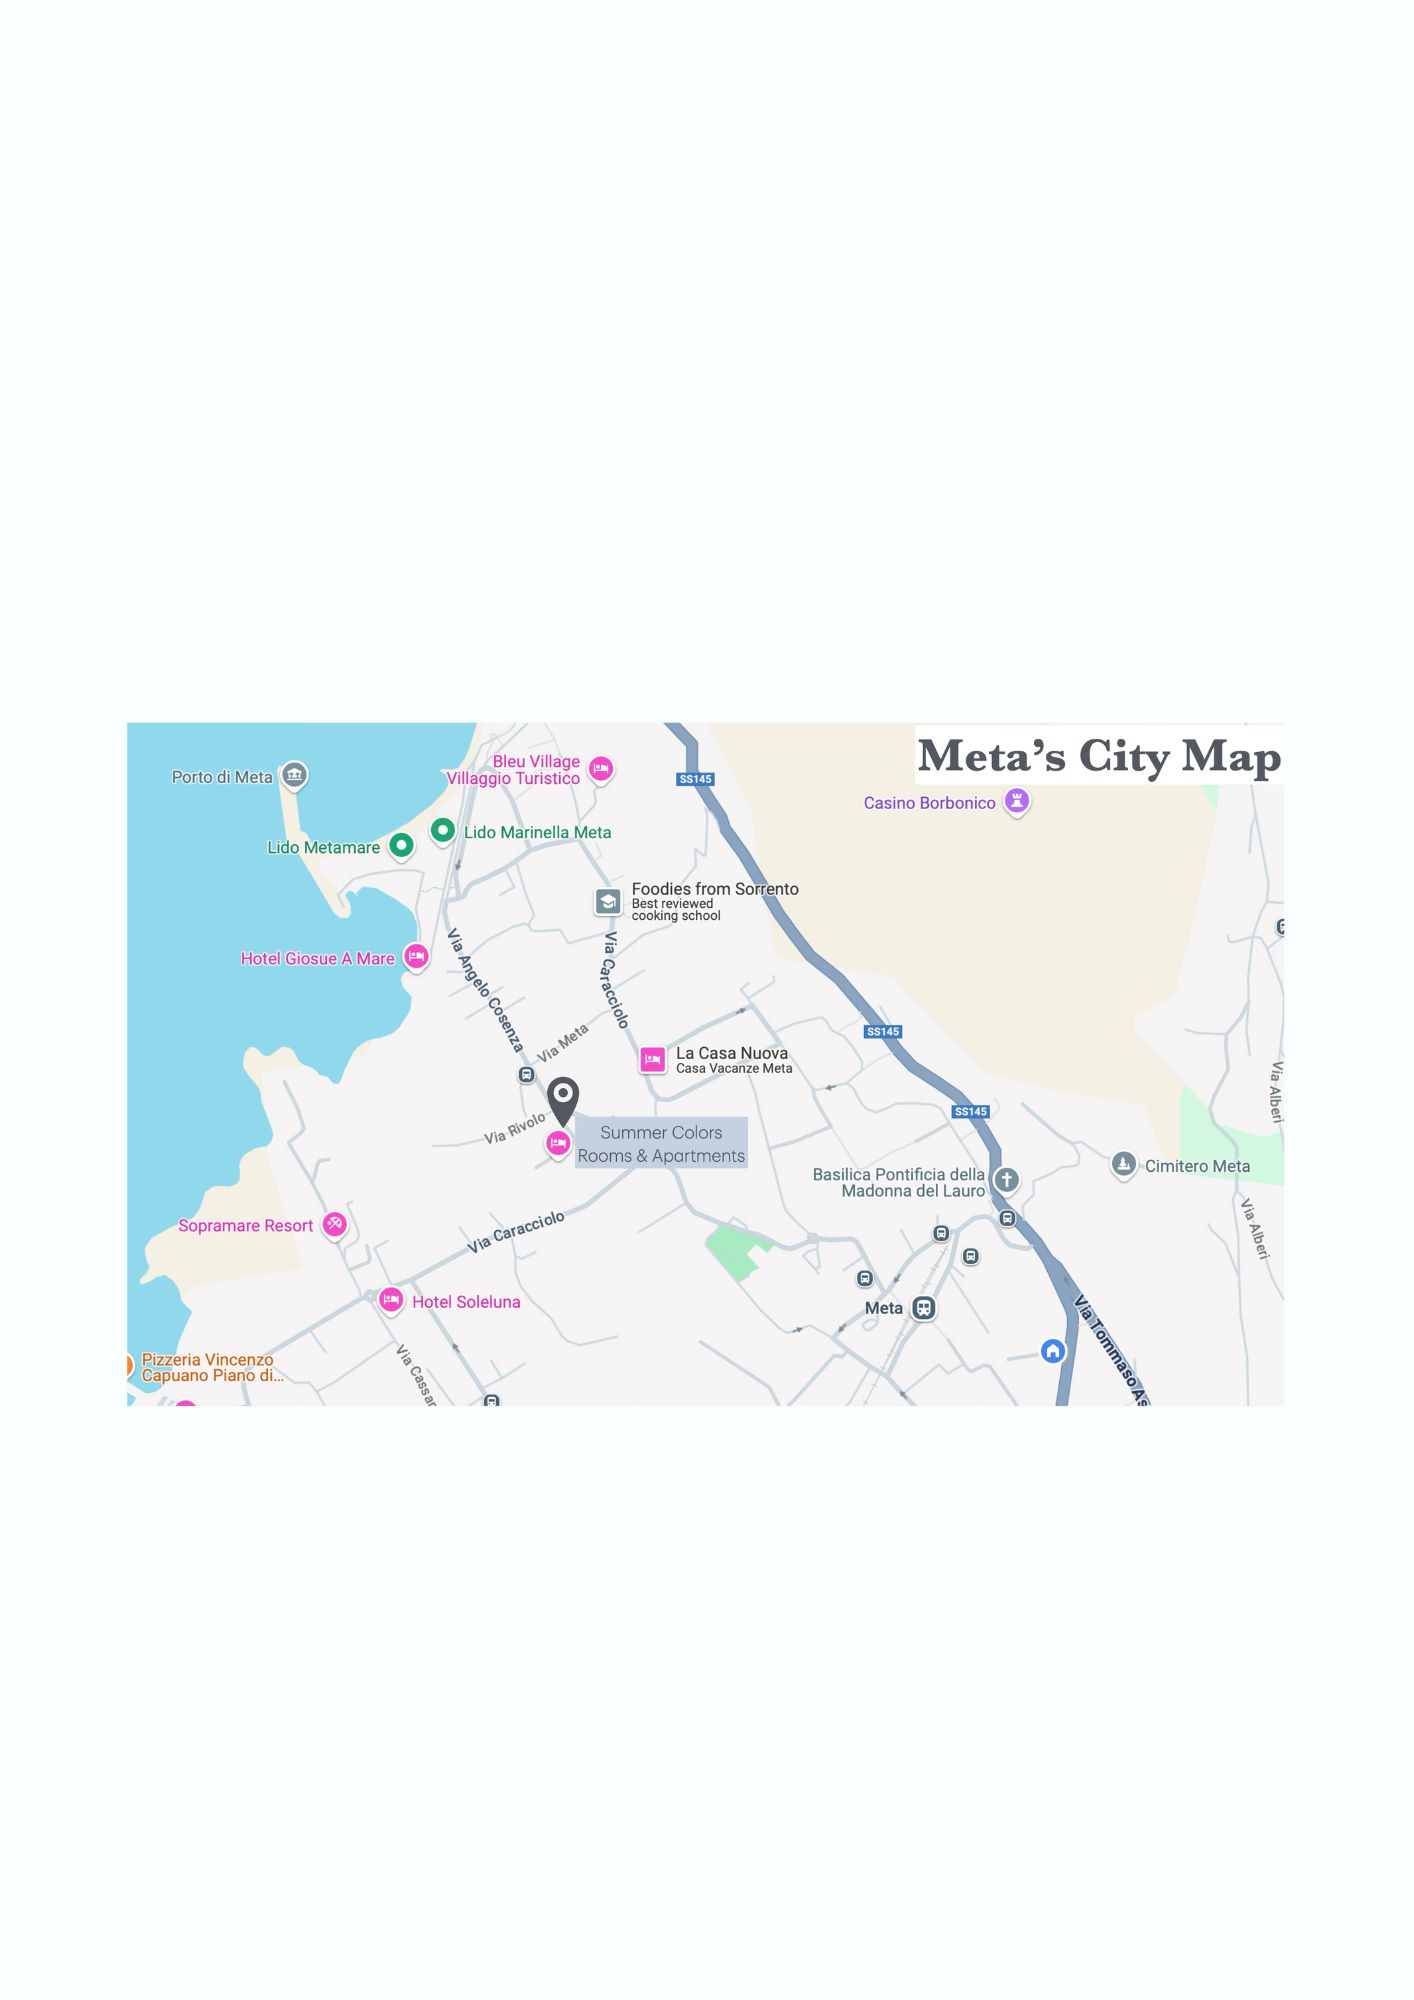 Meta's City Map
Bleu Village
Villaggio Turistico
Porto di Meta
SS145
Casino Borbonico
Lido Marinella Meta
Lido Metamare
Foodies from Sorrento
Best reviewed
cooking school
Hotel Giosue A Mare
Via Angelo Cosenza
Via Caracciolo
SS145
Via Meta
La Casa Nuova
Casa Vacanze Meta
Via Alberi
SS145
Via Rivolo
Summer Colors
Rooms & Apartments
Cimitero Meta
Basilica Pontificia della
Madonna del Lauro
Sopramare Resort
Via Caracciolo
Via Alberi
Hotel Soleluna
Meta
Via Tommaso As
Pizzeria Vincenzo
Capuano Piano di...
Via Cassar